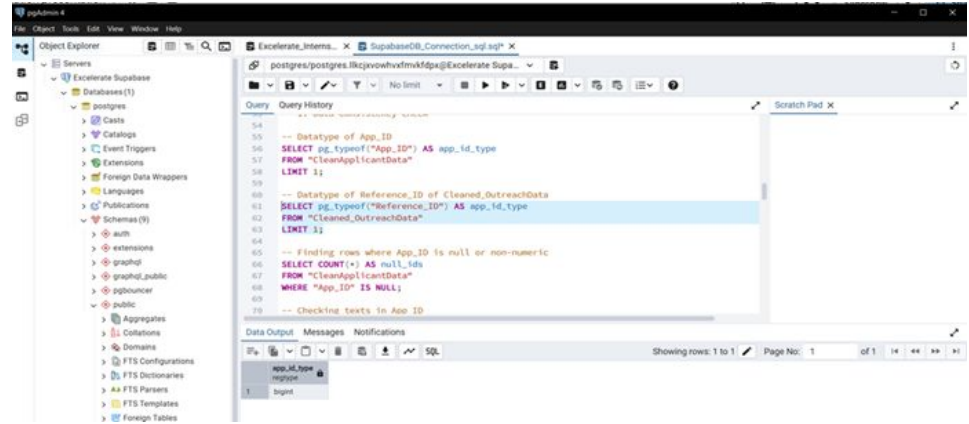 pgAdmin 4
File Object Tools Edit View Window Help
Object Explorer
Excelerate_Interns... X
SupabaseDB_Connection_sql.sql* X
Servers
Excelerate Supabase
Databases (1)
postgres
Casts
Catalogs
Event Triggers
Extensions
Foreign Data Wrappers
Languages
Publications
Schemas (9)
auth
extensions
graphql
graphql_public
pgbouncer
public
Aggregates
Collations
Domains
FTS Configurations
FTS Dictionaries
FTS Parsers
FTS Templates
Foreign Tables
No limit
Query Query History
Scratch Pad X
54
55 -- Datatype of App_ID
56 SELECT pg_typeof("App_ID") AS app_id_type
57 FROM "CleanApplicantData"
58 LIMIT 1;
59
60 -- Datatype of Reference_ID of Cleaned_OutreachData
61 SELECT pg_typeof("Reference_ID") AS app_id_type
62 FROM "Cleaned_OutreachData"
63 LIMIT 1;
64
65 -- Finding rows where App_ID is null or non-numeric
66 SELECT COUNT(*) AS null_ids
67 FROM "CleanApplicantData"
68 WHERE "App_ID" IS NULL;
69
70 -- Checking texts in App ID
Data Output Messages Notifications
SQL
Showing rows: 1 to 1 Page No: 1 of 1
app_id_type
regtype
1 bigint